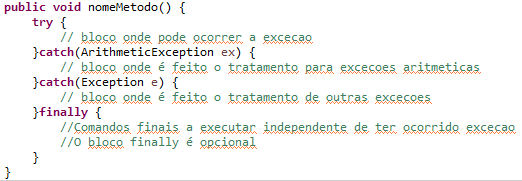 public void nomeMetodo() {
try {
// bloco onde pode ocorrer a excecao
}catch(ArithmeticException ex) {
// bloco onde é feito o tratamento para excecoes aritmeticas
}catch(Exception e) {
// bloco onde é feito o tratamento de outras excecoes
}finally {
//Comandos finais a executar independente de ter ocorrido excecao
//O bloco finally é opcional
}
}